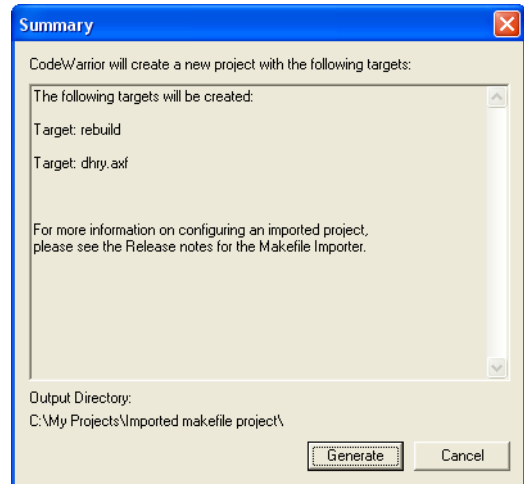 Summary
CodeWarrior will create a new project with the following targets:
The following targets will be created:
Target: rebuild
Target: dhry.axf
For more information on configuring an imported project,
please see the Release notes for the Makefile Importer.
Output Directory:
C:\My Projects\Imported makefile project\
Generate
Cancel